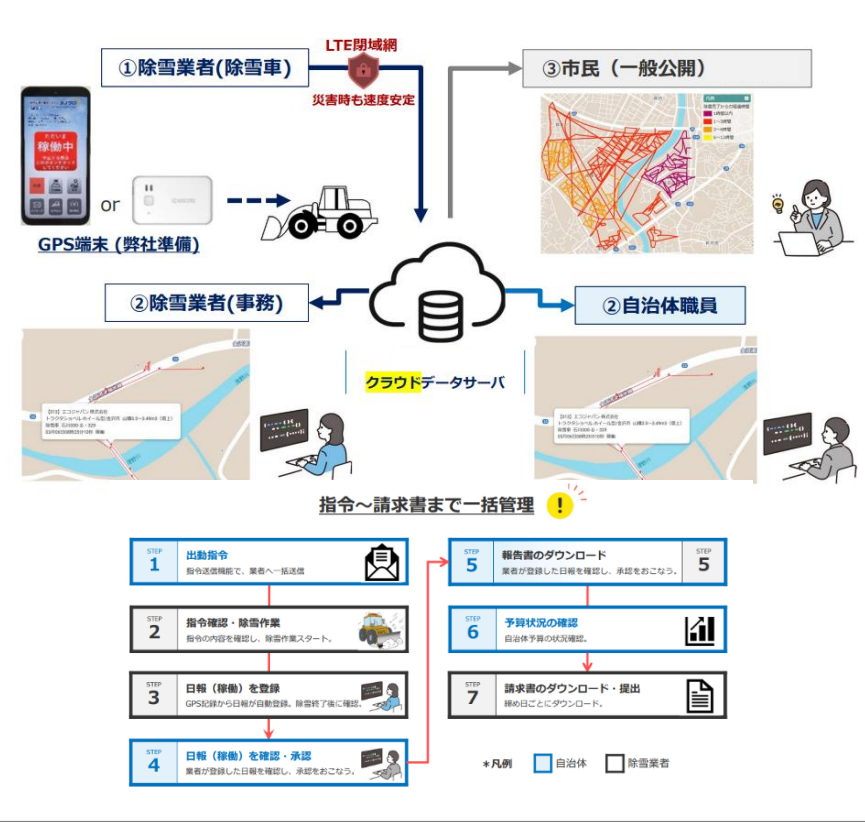 LTE閉域網
①除雪業者(除雪車)
災害時も速度安定
③市民（一般公開）
ただいま
稼働中
or
GPS端末 (弊社準備)
②除雪業者(事務)
②自治体職員
クラウドデータサーバ
指令～請求書まで一括管理
STEP
1
出動指令
指令送信機能で、業者へ一括送信
STEP
2
指令確認・除雪作業
指令の内容を確認し、除雪作業スタート。
STEP
3
日報（稼働）を登録
GPS記録から日報が自動登録。除雪終了後に確認。
STEP
4
日報（稼働）を確認・承認
業者が登録した日報を確認し、承認をおこなう。
STEP
5
報告書のダウンロード
業者が登録した日報を確認し、承認をおこなう。
STEP
5
STEP
6
予算状況の確認
自治体予算の状況確認。
STEP
7
請求書のダウンロード・提出
締め日ごとにダウンロード。
＊凡例
自治体
除雪業者